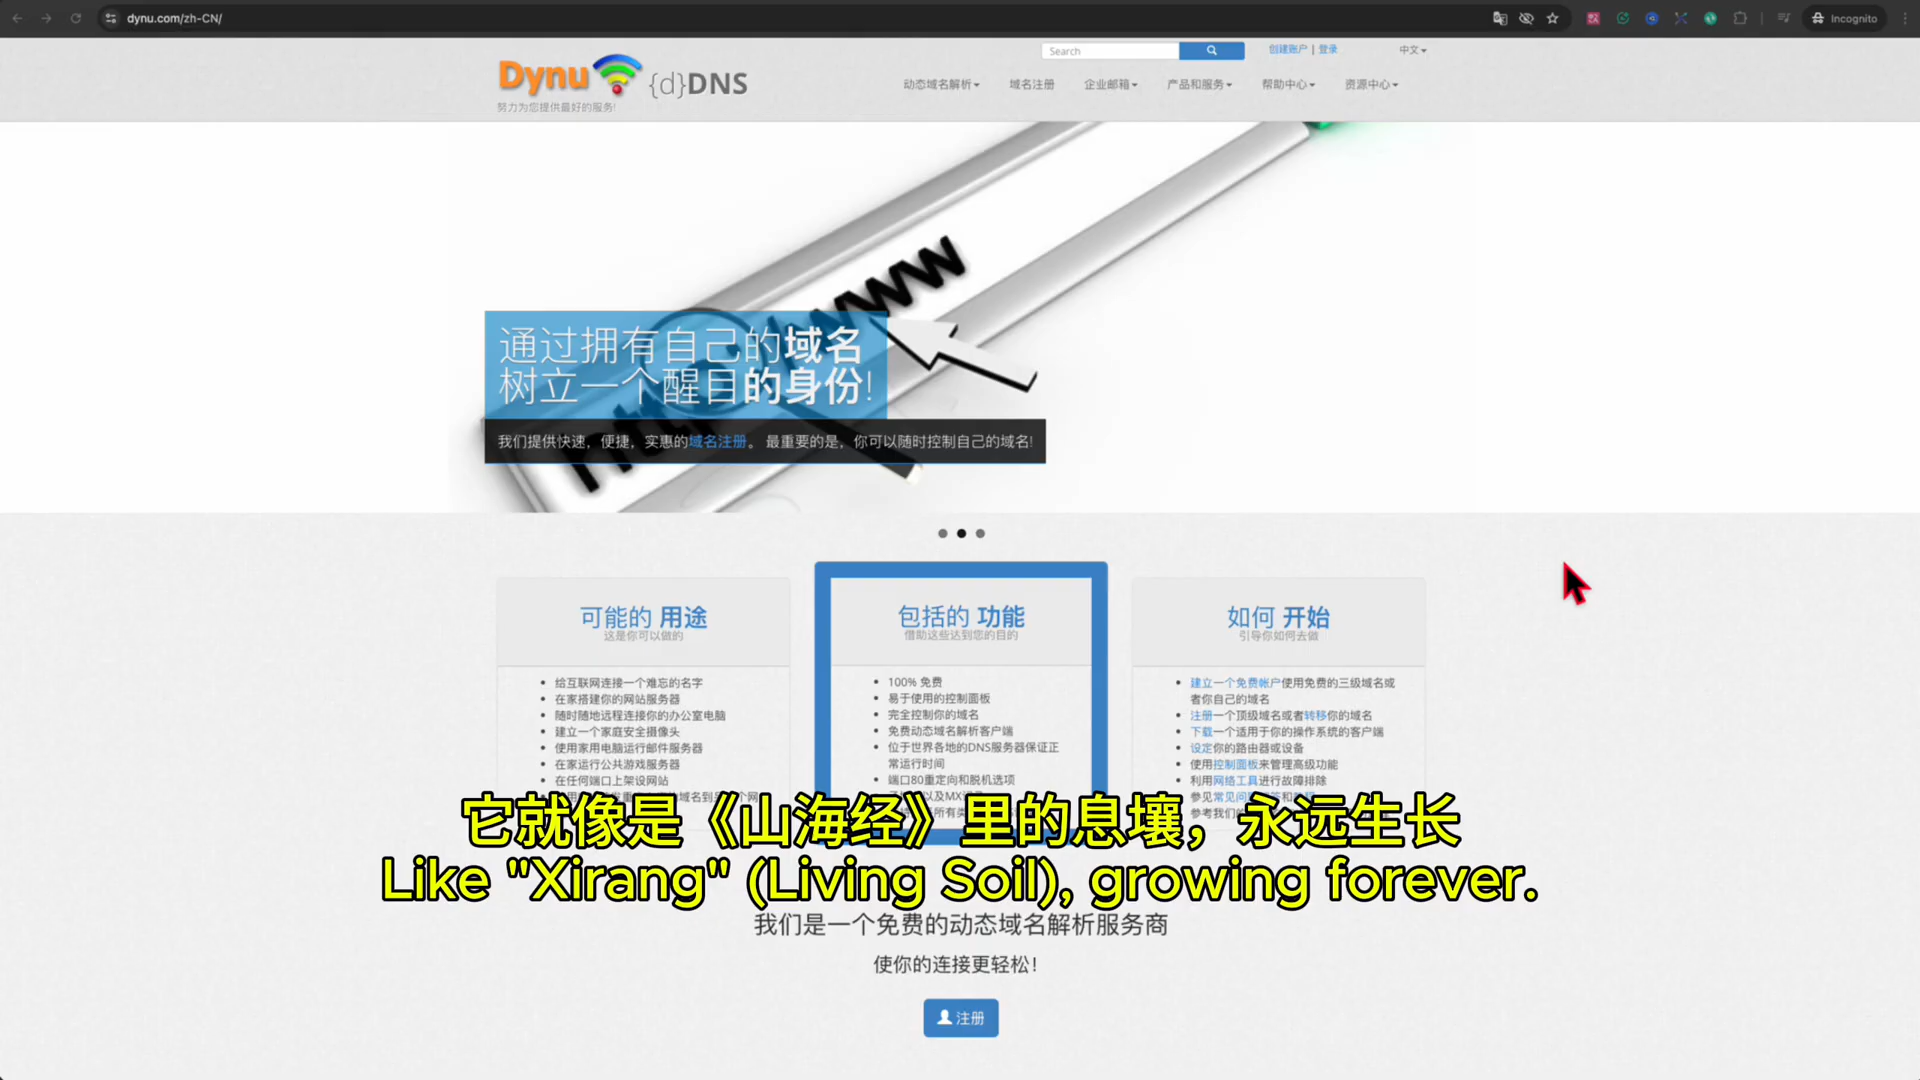 dynu.com/zh-CN/
Incognito
Search
创建账户 | 登录
中文
Dynu {d}DNS
努力为您提供最好的服务!
动态域名解析
域名注册
企业邮箱
产品和服务
帮助中心
资源中心
www
通过拥有自己的域名
树立一个醒目的身份!
我们提供快速，便捷，实惠的域名注册。 最重要的是，你可以随时控制自己的域名!
可能的 用途
这是你可以做的
给互联网连接一个难忘的名字
在家搭建你的网站服务器
随时随地远程连接你的办公室电脑
建立一个家庭安全摄像头
使用家用电脑运行邮件服务器
在家运行公共游戏服务器
在任何端口上架设网站
包括的 功能
借助这些达到您的目的
100% 免费
易于使用的控制面板
完全控制你的域名
免费动态域名解析客户端
位于世界各地的DNS服务器保证正
常运行时间
端口80重定向和脱机选项
如何 开始
引导你如何去做
建立一个免费帐户使用免费的三级域名或
者你自己的域名
注册一个顶级域名或者转移你的域名
下载一个适用于你的操作系统的客户端
设定你的路由器或设备
使用控制面板来管理高级功能
利用网络工具进行故障排除
它就像是《山海经》里的息壤，永远生长
Like "Xirang" (Living Soil), growing forever.
我们是一个免费的动态域名解析服务商
使你的连接更轻松!
注册